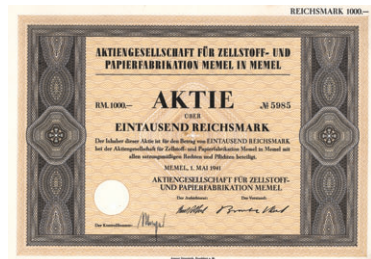 REICHSMARK 1000.—
AKTIENGESELLSCHAFT FÜR ZELLSTOFF- UND
PAPIERFABRIKATION MEMEL IN MEMEL
RM. 1000.— AKTIE № 5985
ÜBER
EINTAUSEND REICHSMARK
Der Inhaber dieser Aktie ist für den Betrag von EINTAUSEND REICHSMARK
bei der Aktiengesellschaft für Zellstoff- und Papierfabrikation Memel in Memel mit
allen satzungsmäßigen Rechten und Pflichten beteiligt.
MEMEL, 1. MAI 1941
AKTIENGESELLSCHAFT FÜR ZELLSTOFF-
UND PAPIERFABRIKATION MEMEL
Der Aufsichtsrat: Der Vorstand:
Der Kontrollbeamte: